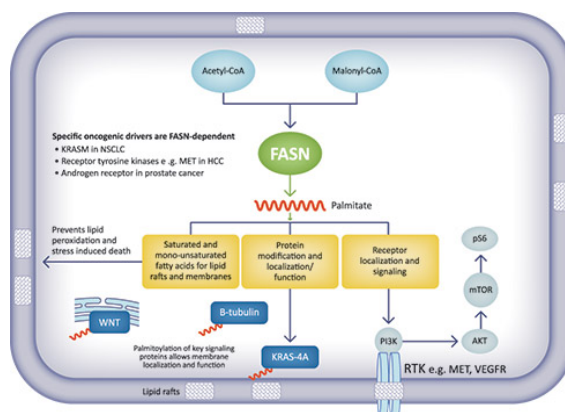 Acetyl-CoA
Malonyl-CoA
Specific oncogenic drivers are FASN-dependent
• KRASM in NSCLC
• Receptor tyrosine kinases e .g. MET in HCC
• Androgen receptor in prostate cancer
FASN
Palmitate
Prevents lipid
peroxidation and
stress induced death
Saturated and
mono-unsaturated
fatty acids for lipid
rafts and membranes
Protein
modification and
localization/
function
Receptor
localization and
signaling
pS6
mTOR
AKT
PI3K
WNT
B-tubulin
Palmitoylation of key signaling
proteins allows membrane
localization and function
KRAS-4A
RTK e.g. MET, VEGFR
Lipid rafts